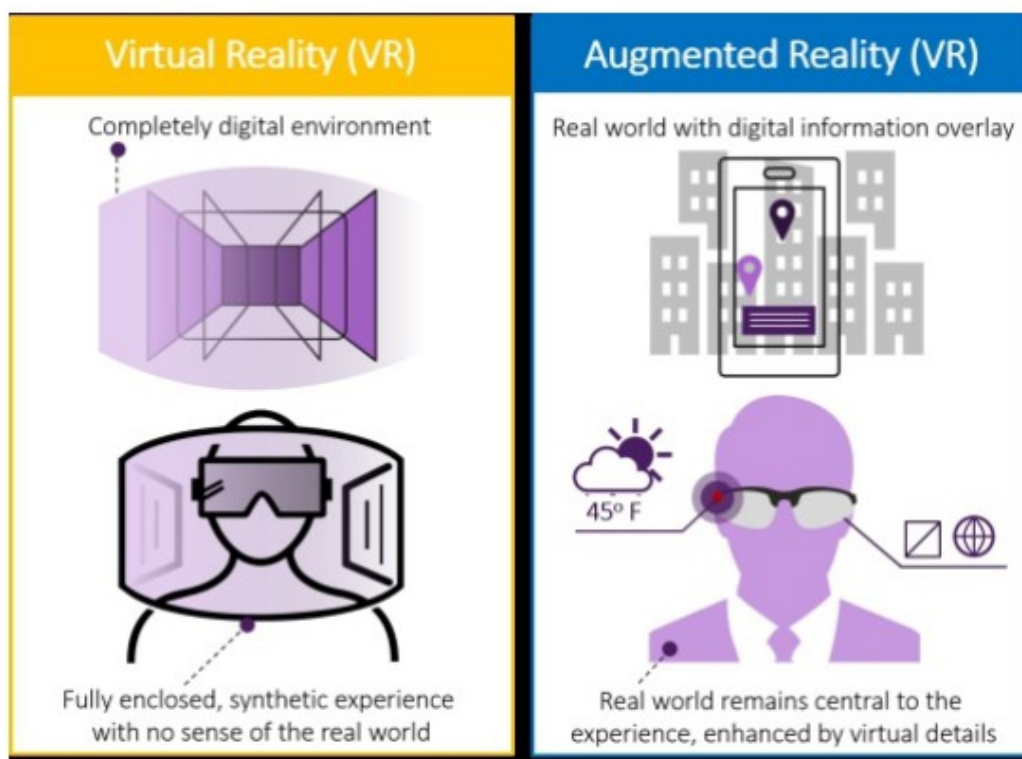 Virtual Reality (VR)
Completely digital environment
Fully enclosed, synthetic experience
with no sense of the real world
Augmented Reality (VR)
Real world with digital information overlay
45º F
Real world remains central to the
experience, enhanced by virtual details